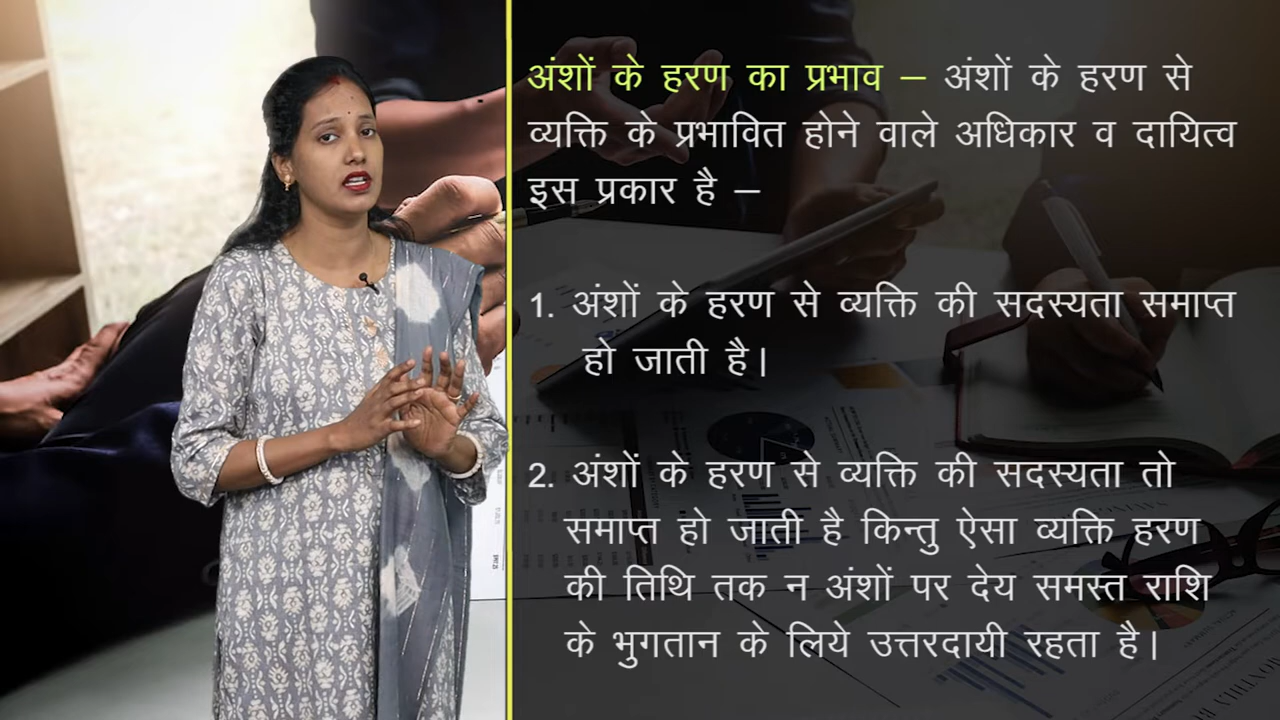 अंशों के हरण का प्रभाव – अंशों के हरण से
व्यक्ति के प्रभावित होने वाले अधिकार व दायित्व
इस प्रकार है –
1. अंशों के हरण से व्यक्ति की सदस्यता समाप्त
हो जाती है।
2. अंशों के हरण से व्यक्ति की सदस्यता तो
समाप्त हो जाती है किन्तु ऐसा व्यक्ति हरण
की तिथि तक न अंशों पर देय समस्त राशि
के भुगतान के लिये उत्तरदायी रहता है।